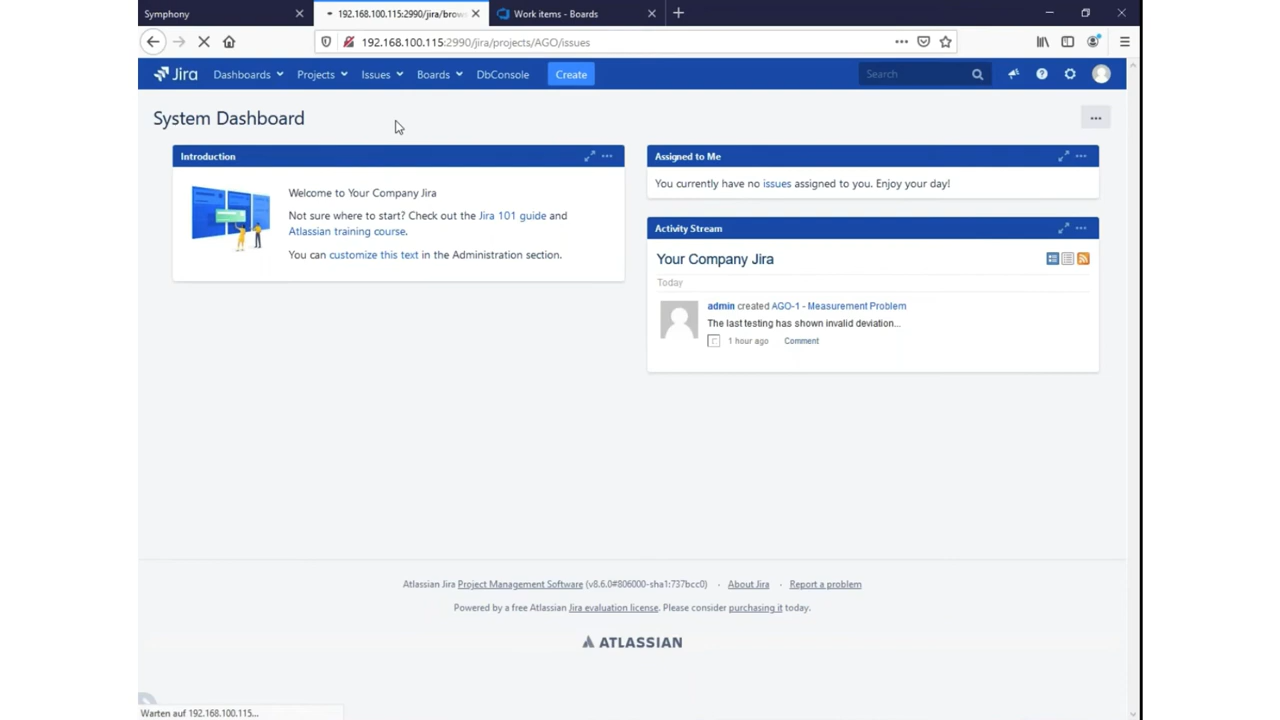 Symphony
192.168.100.115:2990/jira/brows
Work items - Boards
192.168.100.115:2990/jira/projects/AGO/issues
Jira Dashboards Projects Issues Boards DbConsole Create Search
System Dashboard
Introduction
Welcome to Your Company Jira
Not sure where to start? Check out the Jira 101 guide and
Atlassian training course.
You can customize this text in the Administration section.
Assigned to Me
You currently have no issues assigned to you. Enjoy your day!
Activity Stream
Your Company Jira
Today
admin created AGO-1 - Measurement Problem
The last testing has shown invalid deviation...
1 hour ago Comment
Atlassian Jira Project Management Software (v8.6.0#806000-sha1:737bcc0) · About Jira · Report a problem
Powered by a free Atlassian Jira evaluation license. Please consider purchasing it today.
ATLASSIAN
Warten auf 192.168.100.115...